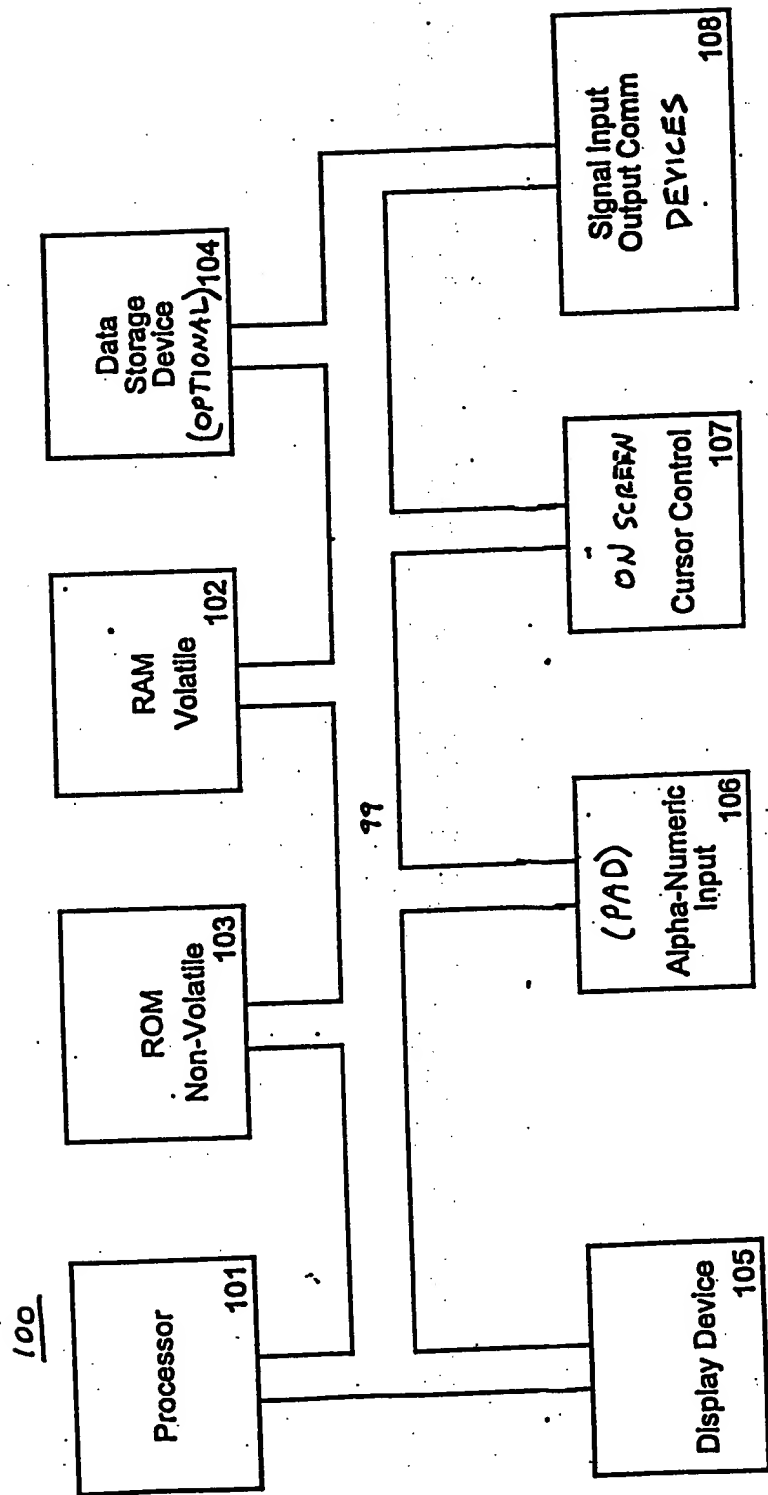 100
Processor
101
ROM
Non-Volatile
103
RAM
Volatile
102
Data
Storage
Device
(OPTIONAL)
104
99
Display Device
105
(PAD)
Alpha-Numeric
Input
106
ON SCREEN
Cursor Control
107
Signal Input
Output Comm
DEVICES
108